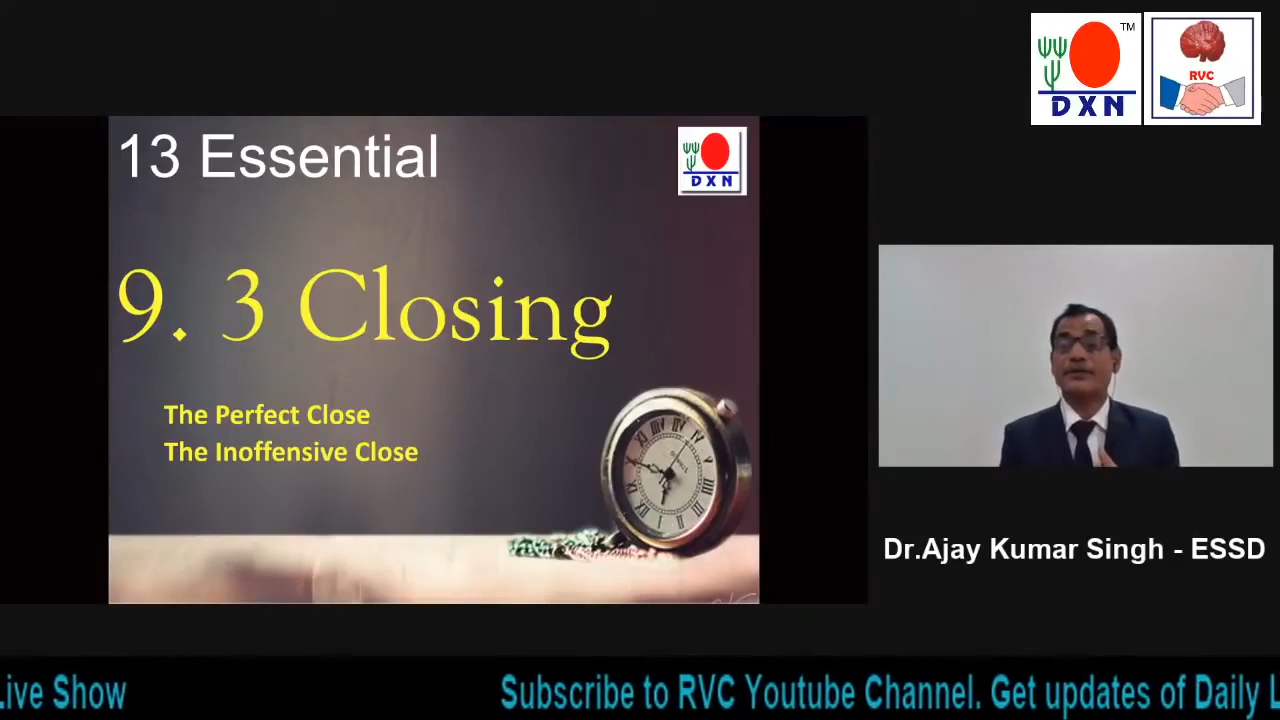 TM
DXN
RVC
13 Essential
DXN
9. 3 Closing
The Perfect Close
The Inoffensive Close
Dr.Ajay Kumar Singh - ESSD
Live Show
Subscribe to RVC Youtube Channel. Get updates of Daily L